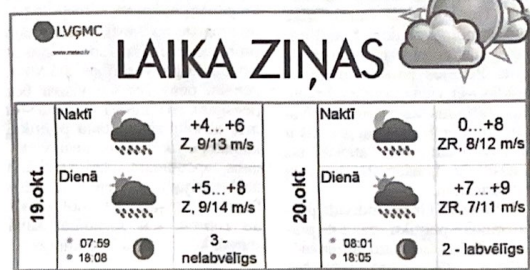 LVĢMC
www.meteo.lv
LAIKA ZIŅAS
19.okt.
Naktī
+4...+6
Z, 9/13 m/s
Dienā
+5...+8
Z, 9/14 m/s
07:59
18:08
3 -
nelabvēlīgs
20.okt.
Naktī
0...+8
ZR, 8/12 m/s
Dienā
+7...+9
ZR, 7/11 m/s
08:01
18:05
2 - labvēlīgs